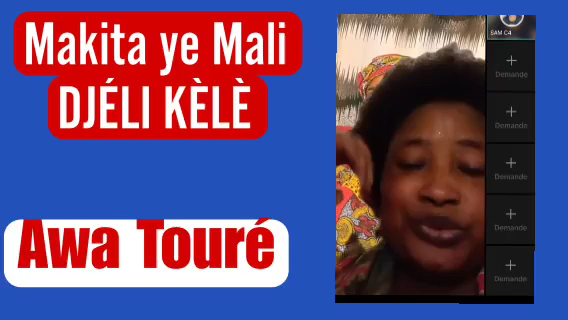 Makita ye Mali
DJÉLI KÈLÈ
Awa Touré
SAM C4
Demande
Demande
Demande
Demande
Demande